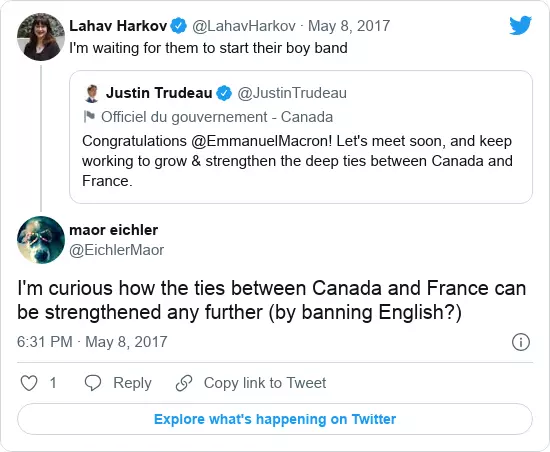 Lahav Harkov @LahavHarkov · May 8, 2017
I'm waiting for them to start their boy band
Justin Trudeau @JustinTrudeau
Officiel du gouvernement - Canada
Congratulations @EmmanuelMacron! Let's meet soon, and keep
working to grow & strengthen the deep ties between Canada and
France.
maor eichler
@EichlerMaor
I'm curious how the ties between Canada and France can
be strengthened any further (by banning English?)
6:31 PM · May 8, 2017
1 Reply Copy link to Tweet
Explore what's happening on Twitter